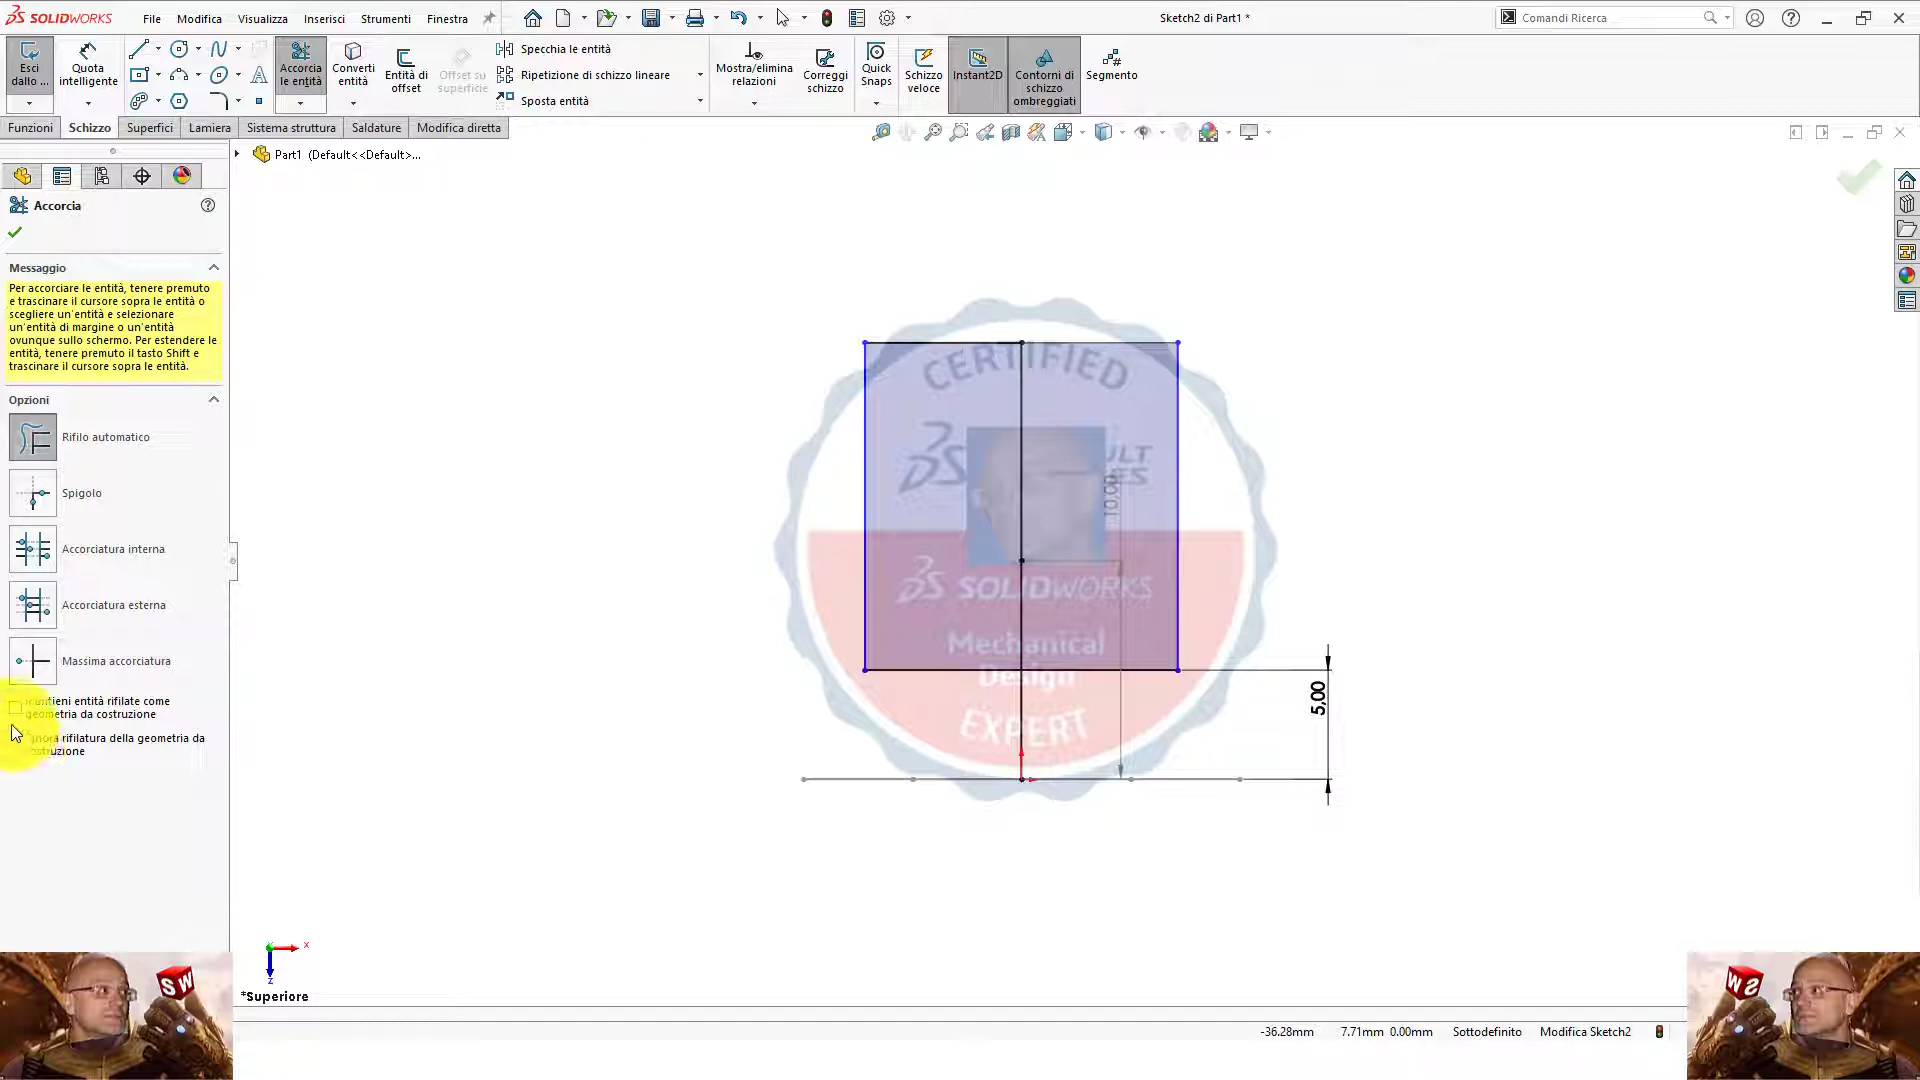 SOLIDWORKS
File
Modifica
Visualizza
Inserisci
Strumenti
Finestra
Sketch2 di Part1 *
Comandi Ricerca
Esci
dallo ...
Quota
intelligente
Accorcia
le entità
Converti
entità
Entità di
offset
Offset su
superficie
Specchia le entità
Ripetizione di schizzo lineare
Sposta entità
Mostra/elimina
relazioni
Correggi
schizzo
Quick
Snaps
Schizzo
veloce
Instant2D
Contorni di
schizzo
ombreggiati
Segmento
Funzioni
Schizzo
Superfici
Lamiera
Sistema struttura
Saldature
Modifica diretta
Part1 (Default<<Default>...
Accorcia
Messaggio
Per accorciare le entità, tenere premuto
e trascinare il cursore sopra le entità o
scegliere un'entità e selezionare
un'entità di margine o un'entità
ovunque sullo schermo. Per estendere le
entità, tenere premuto il tasto Shift e
trascinare il cursore sopra le entità.
Opzioni
Rifilo automatico
Spigolo
Accorciatura interna
Accorciatura esterna
Massima accorciatura
entità rifilate come
geometria da costruzione
rifilatura della geometria da
CERTIFIED
10,00
SOLIDWORKS
Mechanical
Design
EXPERT
5,00
X
Z
*Superiore
SW
SW
-36.28mm
7.71mm
0.00mm
Sottodefinito
Modifica Sketch2